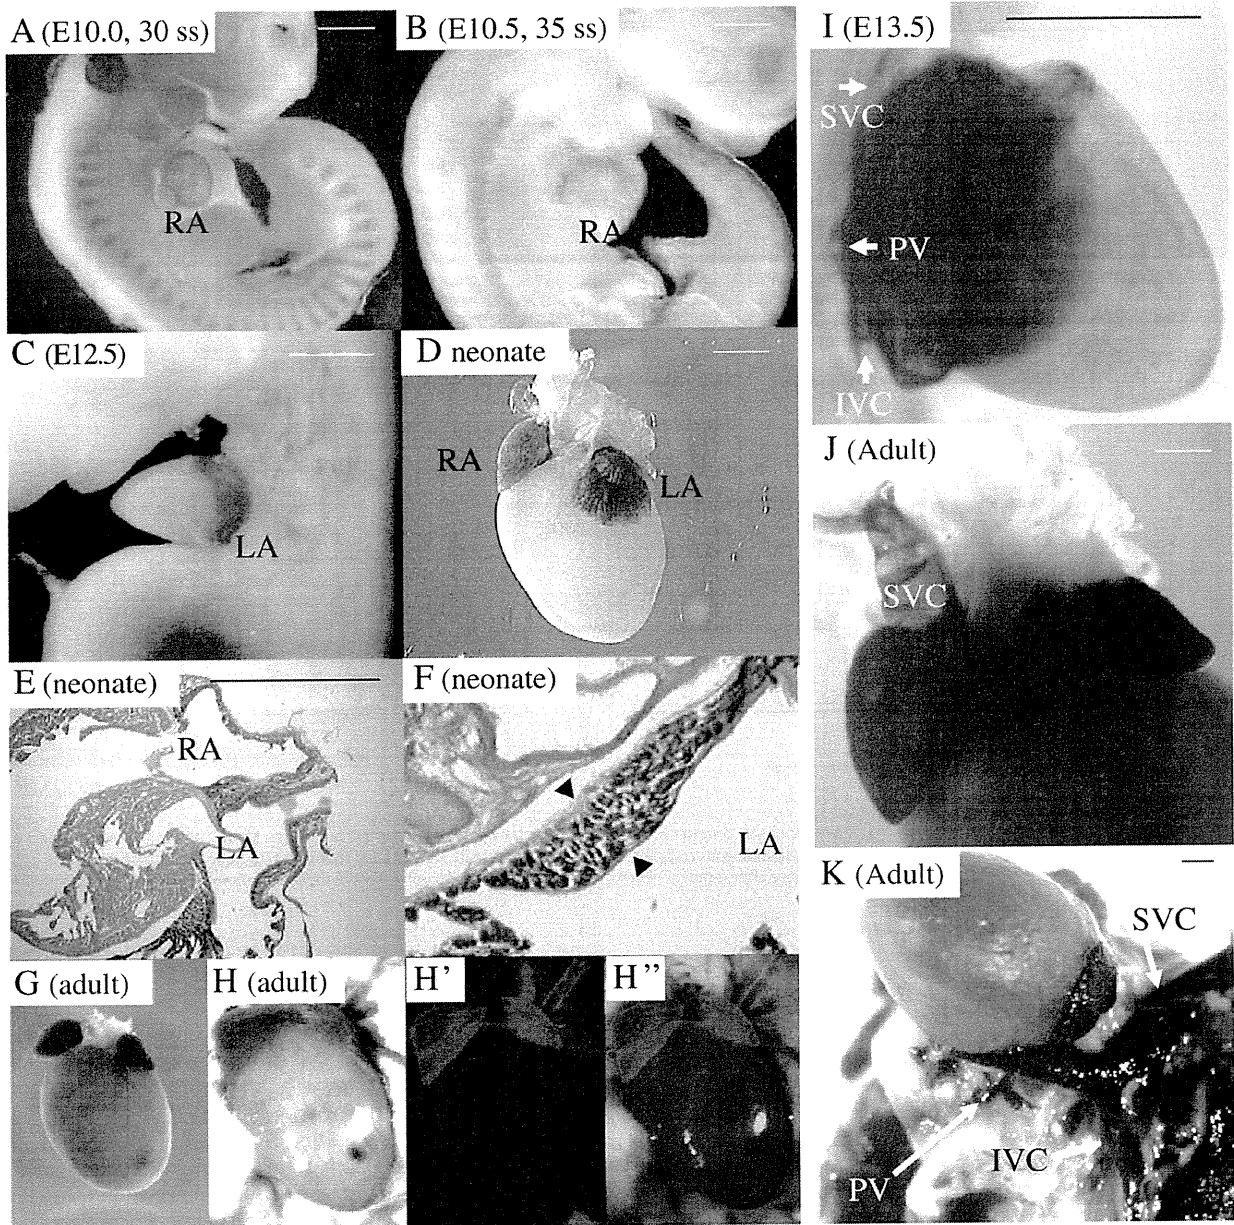 A (E10.0, 30 ss)
RA
B (E10.5, 35 ss)
RA
C (E12.5)
LA
D neonate
RA
LA
E (neonate)
RA
LA
F (neonate)
LA
G (adult)
H (adult)
H'
H''
I (E13.5)
SVC
PV
IVC
J (Adult)
SVC
K (Adult)
SVC
PV
IVC